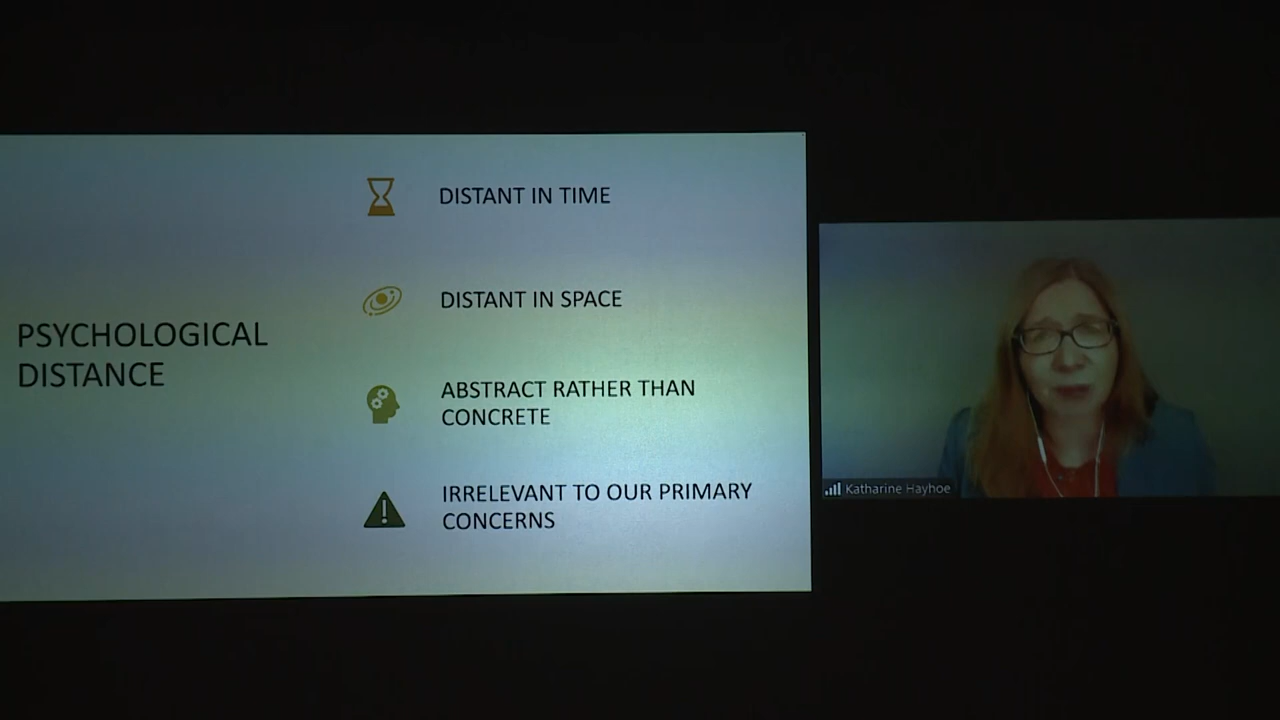 PSYCHOLOGICAL
DISTANCE
DISTANT IN TIME
DISTANT IN SPACE
ABSTRACT RATHER THAN
CONCRETE
IRRELEVANT TO OUR PRIMARY
CONCERNS
Katharine Hayhoe